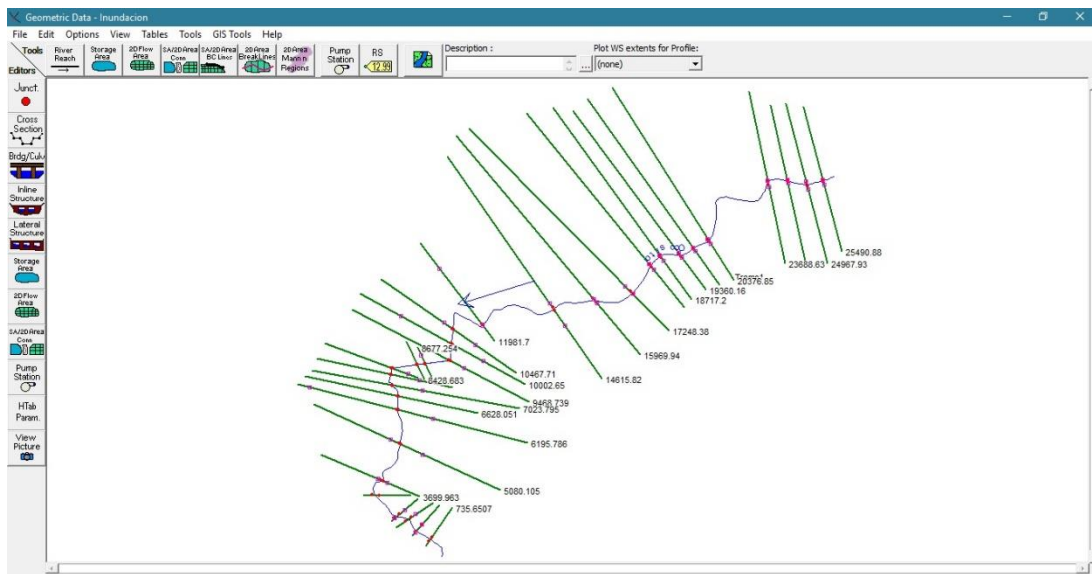 Geometric Data - Inundacion
File Edit Options View Tables Tools GIS Tools Help
Tools
Editors
River
Reach
Storage
Area
2D Flow
Area
SA/2D Area
Conn
SA/2D Area
BC Lines
2D Area
BreakLines
2D Area
Mann n
Regions
Pump
Station
RS
12.99
Description :
...
Plot WS extents for Profile:
(none)
Junct.
Cross
Section
Brdg/Culv
Inline
Structure
Lateral
Structure
Storage
Area
2D Flow
Area
SA/2D Area
Conn
Pump
Station
HTab
Param.
View
Picture
25490.88
24967.93
23688.63
20376.85
19360.16
18717.2
17248.38
15969.94
14615.82
11981.7
10467.71
10002.65
9468.739
8677.254
8428.683
7023.795
6628.051
6195.786
5080.105
3699.963
735.6507